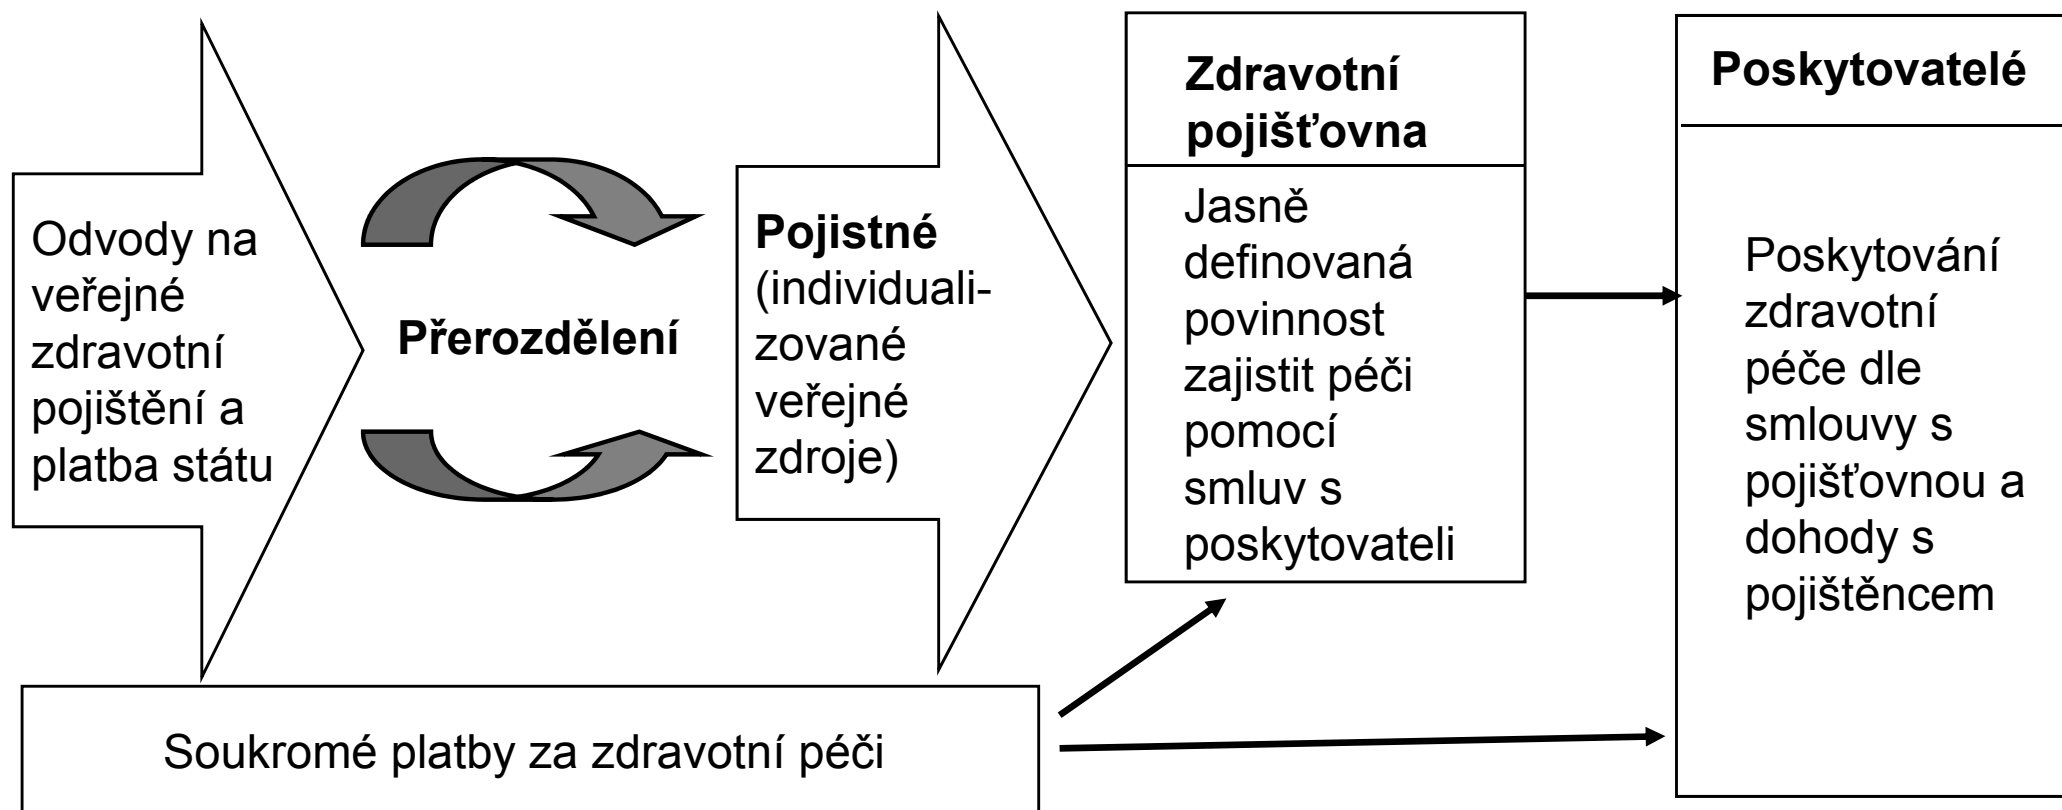 Odvody na
veřejné
zdravotní
pojištění a
platba státu
Přerozdělení
Pojistné
(individuali-
zované
veřejné
zdroje)
Zdravotní
pojišťovna
Jasně
definovaná
povinnost
zajistit péči
pomocí
smluv s
poskytovateli
Poskytovatelé
Poskytování
zdravotní
péče dle
smlouvy s
pojišťovnou a
dohody s
pojištěncem
Soukromé platby za zdravotní péči